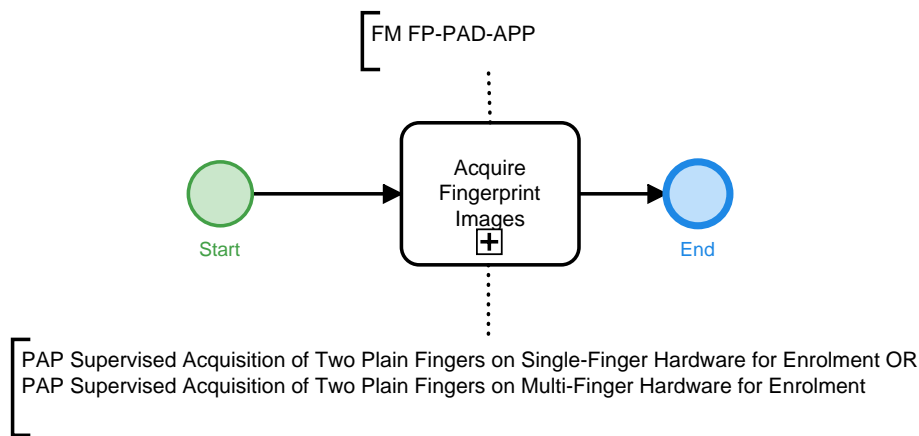 FM FP-PAD-APP
Acquire
Fingerprint
Images
Start
End
PAP Supervised Acquisition of Two Plain Fingers on Single-Finger Hardware for Enrolment OR
PAP Supervised Acquisition of Two Plain Fingers on Multi-Finger Hardware for Enrolment